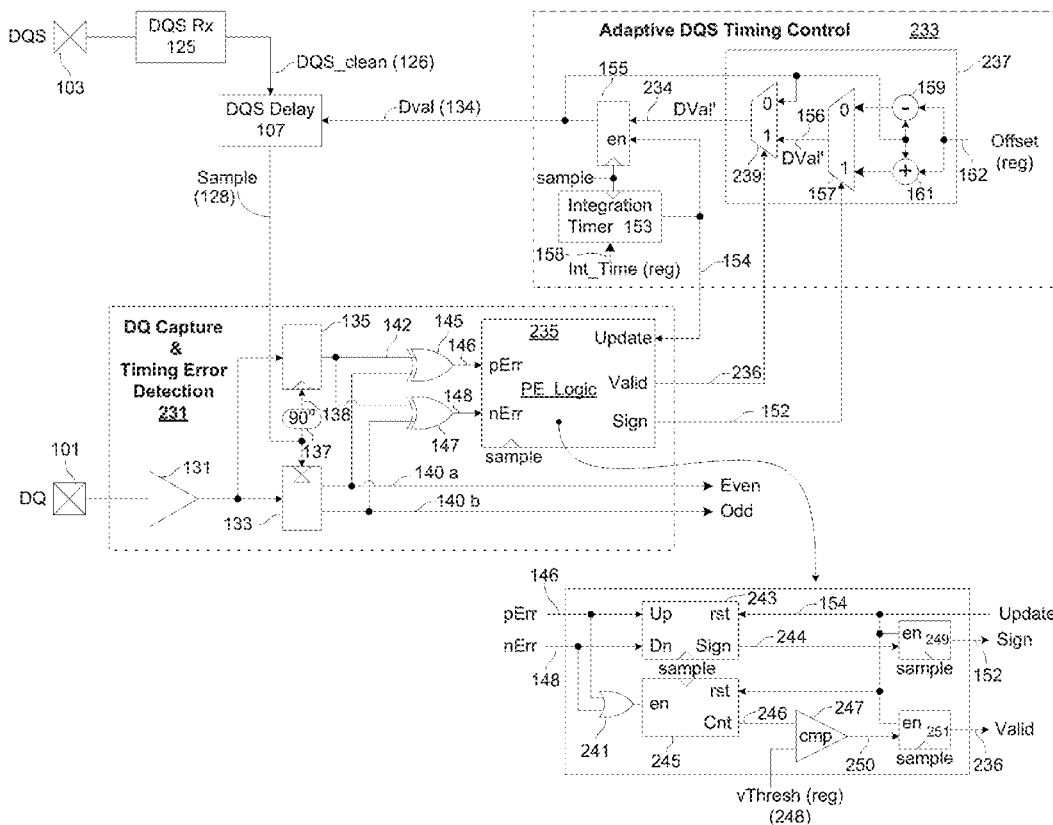 DQS
103
DQS Rx
125
DQS_clean (126)
DQS Delay
107
Dval (134)
Sample
(128)
Adaptive DQS Timing Control 233
155
234
DVal'
en
sample
Integration
Timer 153
158
Int_Time (reg)
154
0
1
239
156
DVal'
0
1
157
-
159
+
161
237
Offset
(reg)
162
DQ Capture
&
Timing Error
Detection
231
135
142
145
146
90°
138
137
148
147
235
Update
pErr
Valid
PE_Logic
nErr
Sign
sample
236
152
101
DQ
131
133
140 a
140 b
Even
Odd
146
pErr
nErr
148
243
Up
rst
Dn
Sign
sample
154
244
Update
en 249
sample
Sign
152
241
en
rst
Cnt
245
246
247
cmp
250
en
251
sample
Valid
236
vThresh (reg)
(248)